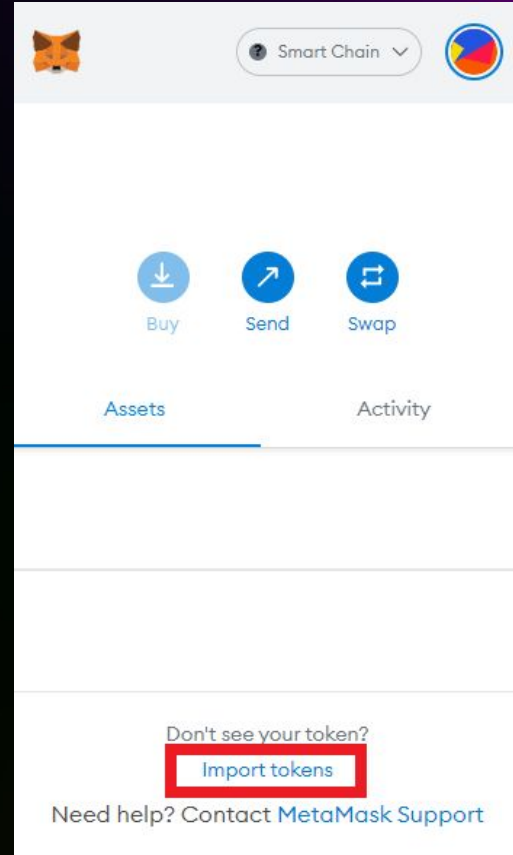 Smart Chain
Buy Send Swap
Assets Activity
Don't see your token?
Import tokens
Need help? Contact MetaMask Support